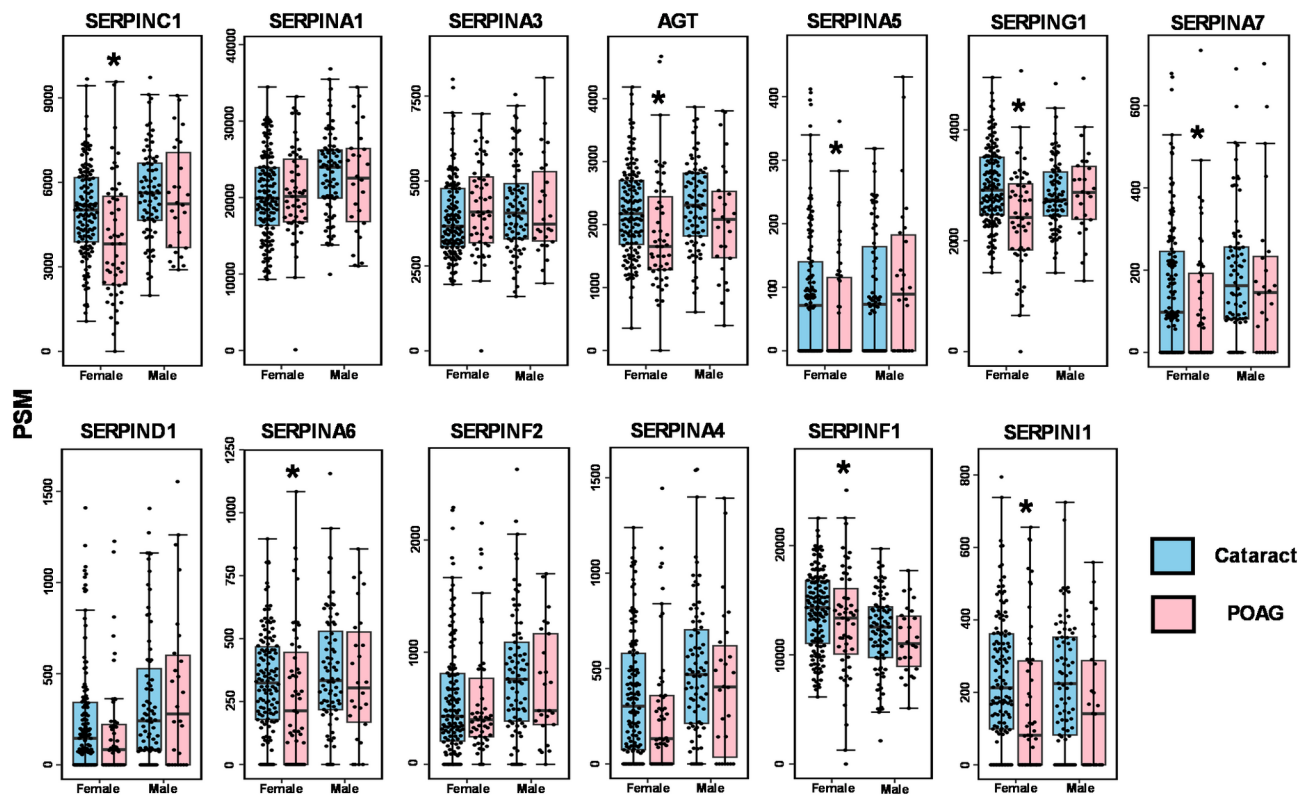 SERPINC1 SERPINA1 SERPINA3 AGT SERPINA5 SERPING1 SERPINA7
*
0 3000 6000 9000
Female Male
0 10000 20000 30000 40000
Female Male
0 2500 5000 7500
Female Male
*
0 1000 2000 3000 4000
Female Male
*
0 100 200 300 400
Female Male
*
0 2000 4000
Female Male
*
0 200 400 600
Female Male
PSM
SERPIND1 SERPINA6 SERPINF2 SERPINA4 SERPINF1 SERPINI1
0 500 1000 1500
Female Male
*
0 250 500 750 1000 1250
Female Male
0 1000 2000
Female Male
0 500 1000 1500
Female Male
*
0 10000 20000
Female Male
*
0 200 400 600 800
Female Male
Cataract
POAG